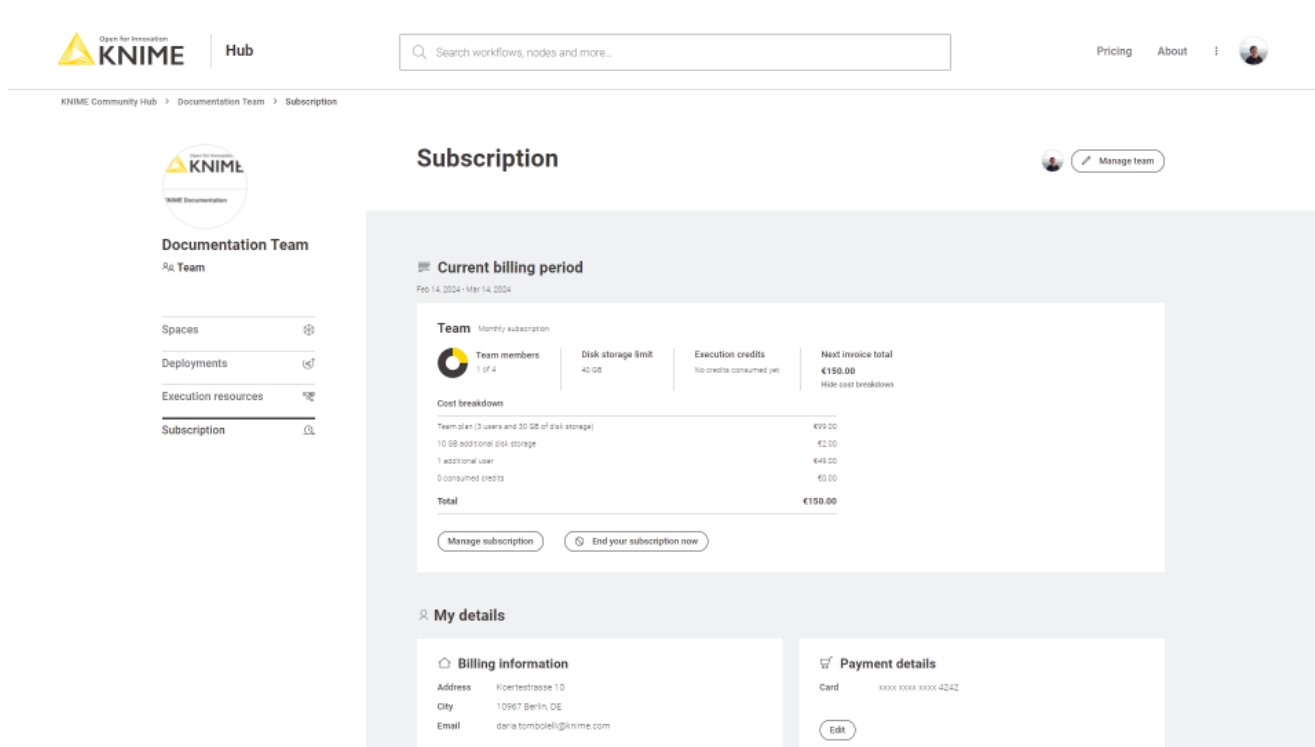 Open for Innovation
KNIME
Hub
Search workflows, nodes and more...
Pricing
About
KNIME Community Hub > Documentation Team > Subscription
Open for Innovation
KNIME
KNIME Documentation
Documentation Team
Team
Spaces
Deployments
Execution resources
Subscription
Subscription
Manage team
Current billing period
Feb 14, 2024 - Mar 14, 2024
Team Monthly subscription
Team members
1 of 4
Disk storage limit
40 GB
Execution credits
No credits consumed yet
Next invoice total
€150.00
Hide cost breakdown
Cost breakdown
Team plan (3 users and 30 GB of disk storage) €99.00
10 GB additional disk storage €2.00
1 additional user €49.00
0 consumed credits €0.00
Total €150.00
Manage subscription
End your subscription now
My details
Billing information
Address Koertestrasse 10
City 10967 Berlin, DE
Email daria.tombolelli@knime.com
Payment details
Card xxxx xxxx xxxx 4242
Edit